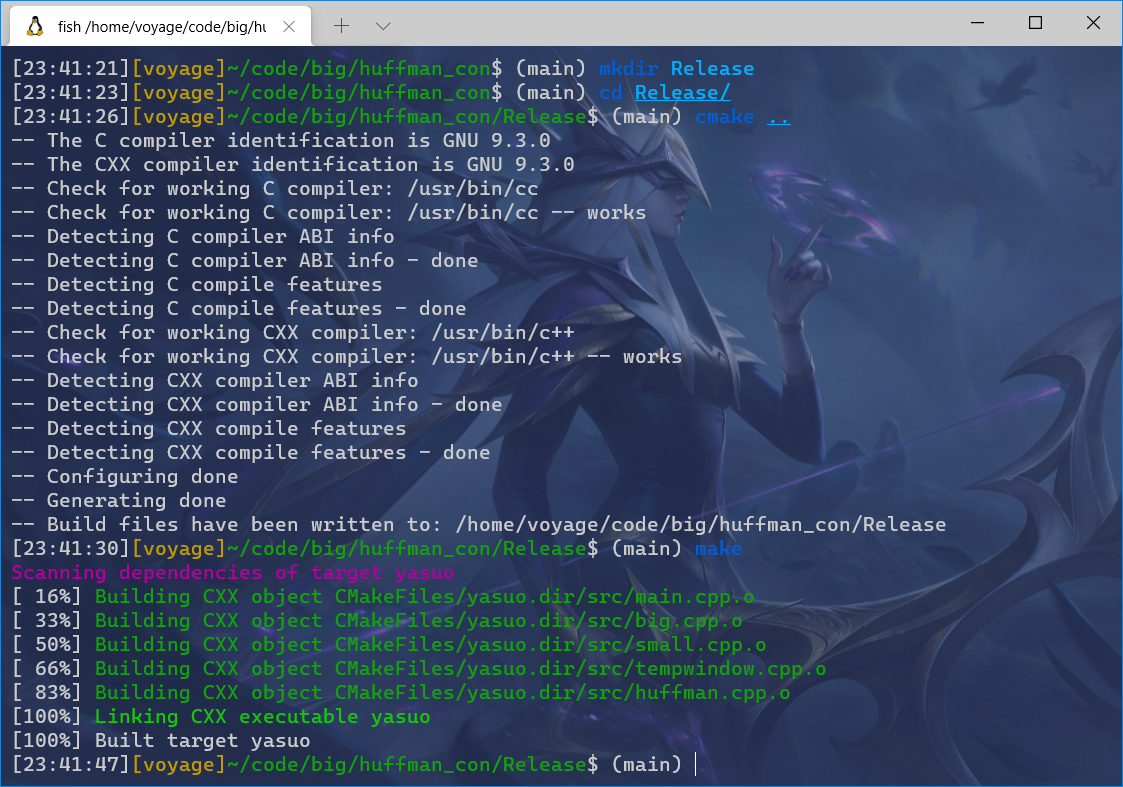 fish /home/voyage/code/big/hu
[23:41:21][voyage]~/code/big/huffman_con$ (main) mkdir Release
[23:41:23][voyage]~/code/big/huffman_con$ (main) cd Release/
[23:41:26][voyage]~/code/big/huffman_con/Release$ (main) cmake ..
-- The C compiler identification is GNU 9.3.0
-- The CXX compiler identification is GNU 9.3.0
-- Check for working C compiler: /usr/bin/cc
-- Check for working C compiler: /usr/bin/cc -- works
-- Detecting C compiler ABI info
-- Detecting C compiler ABI info - done
-- Detecting C compile features
-- Detecting C compile features - done
-- Check for working CXX compiler: /usr/bin/c++
-- Check for working CXX compiler: /usr/bin/c++ -- works
-- Detecting CXX compiler ABI info
-- Detecting CXX compiler ABI info - done
-- Detecting CXX compile features
-- Detecting CXX compile features - done
-- Configuring done
-- Generating done
-- Build files have been written to: /home/voyage/code/big/huffman_con/Release
[23:41:30][voyage]~/code/big/huffman_con/Release$ (main) make
Scanning dependencies of target yasuo
[ 16%] Building CXX object CMakeFiles/yasuo.dir/src/main.cpp.o
[ 33%] Building CXX object CMakeFiles/yasuo.dir/src/big.cpp.o
[ 50%] Building CXX object CMakeFiles/yasuo.dir/src/small.cpp.o
[ 66%] Building CXX object CMakeFiles/yasuo.dir/src/tempwindow.cpp.o
[ 83%] Building CXX object CMakeFiles/yasuo.dir/src/huffman.cpp.o
[100%] Linking CXX executable yasuo
[100%] Built target yasuo
[23:41:47][voyage]~/code/big/huffman_con/Release$ (main)